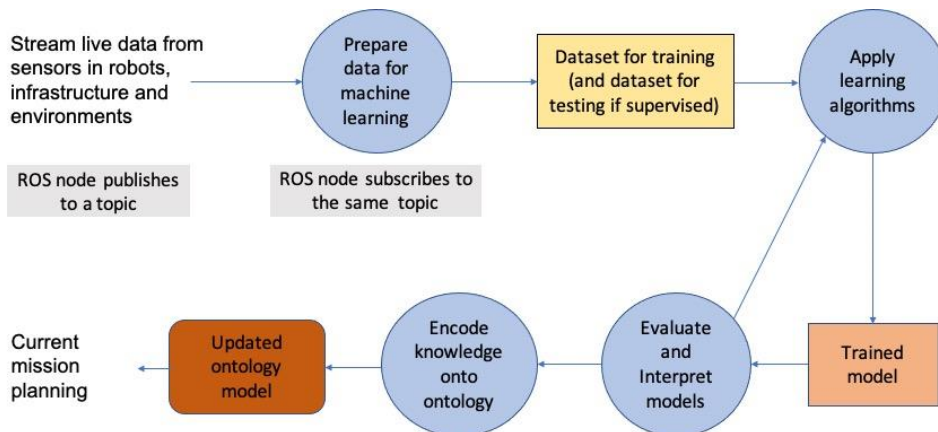 Stream live data from
sensors in robots,
infrastructure and
environments
Prepare
data for
machine
learning
Dataset for training
(and dataset for
testing if supervised)
Apply
learning
algorithms
ROS node publishes
to a topic
ROS node subscribes to
the same topic
Current
mission
planning
Updated
ontology
model
Encode
knowledge
onto
ontology
Evaluate
and
Interpret
models
Trained
model